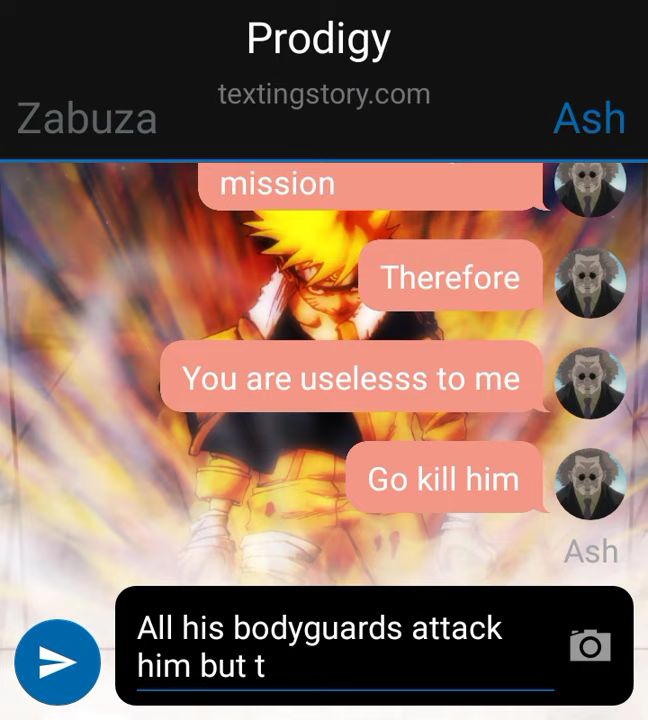 Prodigy
textingstory.com
Zabuza
Ash
mission
Therefore
You are uselesss to me
Go kill him
Ash
All his bodyguards attack
him but t